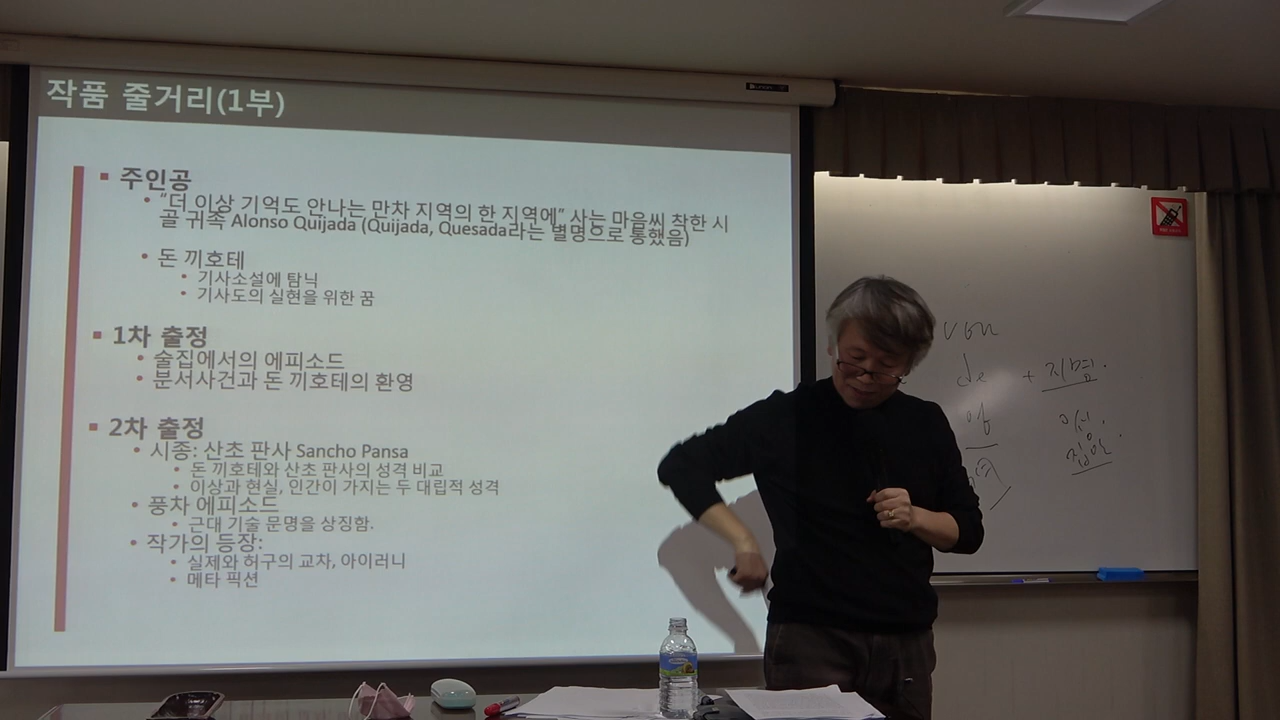 작품 줄거리(1부)
▪ 주인공
• “더 이상 기억도 안나는 만차 지역의 한 지역에” 사는 마음씨 착한 시
골 귀족 Alonso Quijada (Quijada, Quesada라는 별명으로 통했음)
• 돈 끼호테
• 기사소설에 탐닉
• 기사도의 실현을 위한 꿈
▪ 1차 출정
• 술집에서의 에피소드
• 분서사건과 돈 끼호테의 환영
▪ 2차 출정
• 시종: 산초 판사 Sancho Pansa
• 돈 끼호테와 산초 판사의 성격 비교
• 이상과 현실, 인간이 가지는 두 대립적 성격
• 풍차 에피소드
• 근대 기술 문명을 상징함.
• 작가의 등장:
• 실제와 허구의 교차, 아이러니
• 메타 픽션
von
de + 지명.
of
집안.